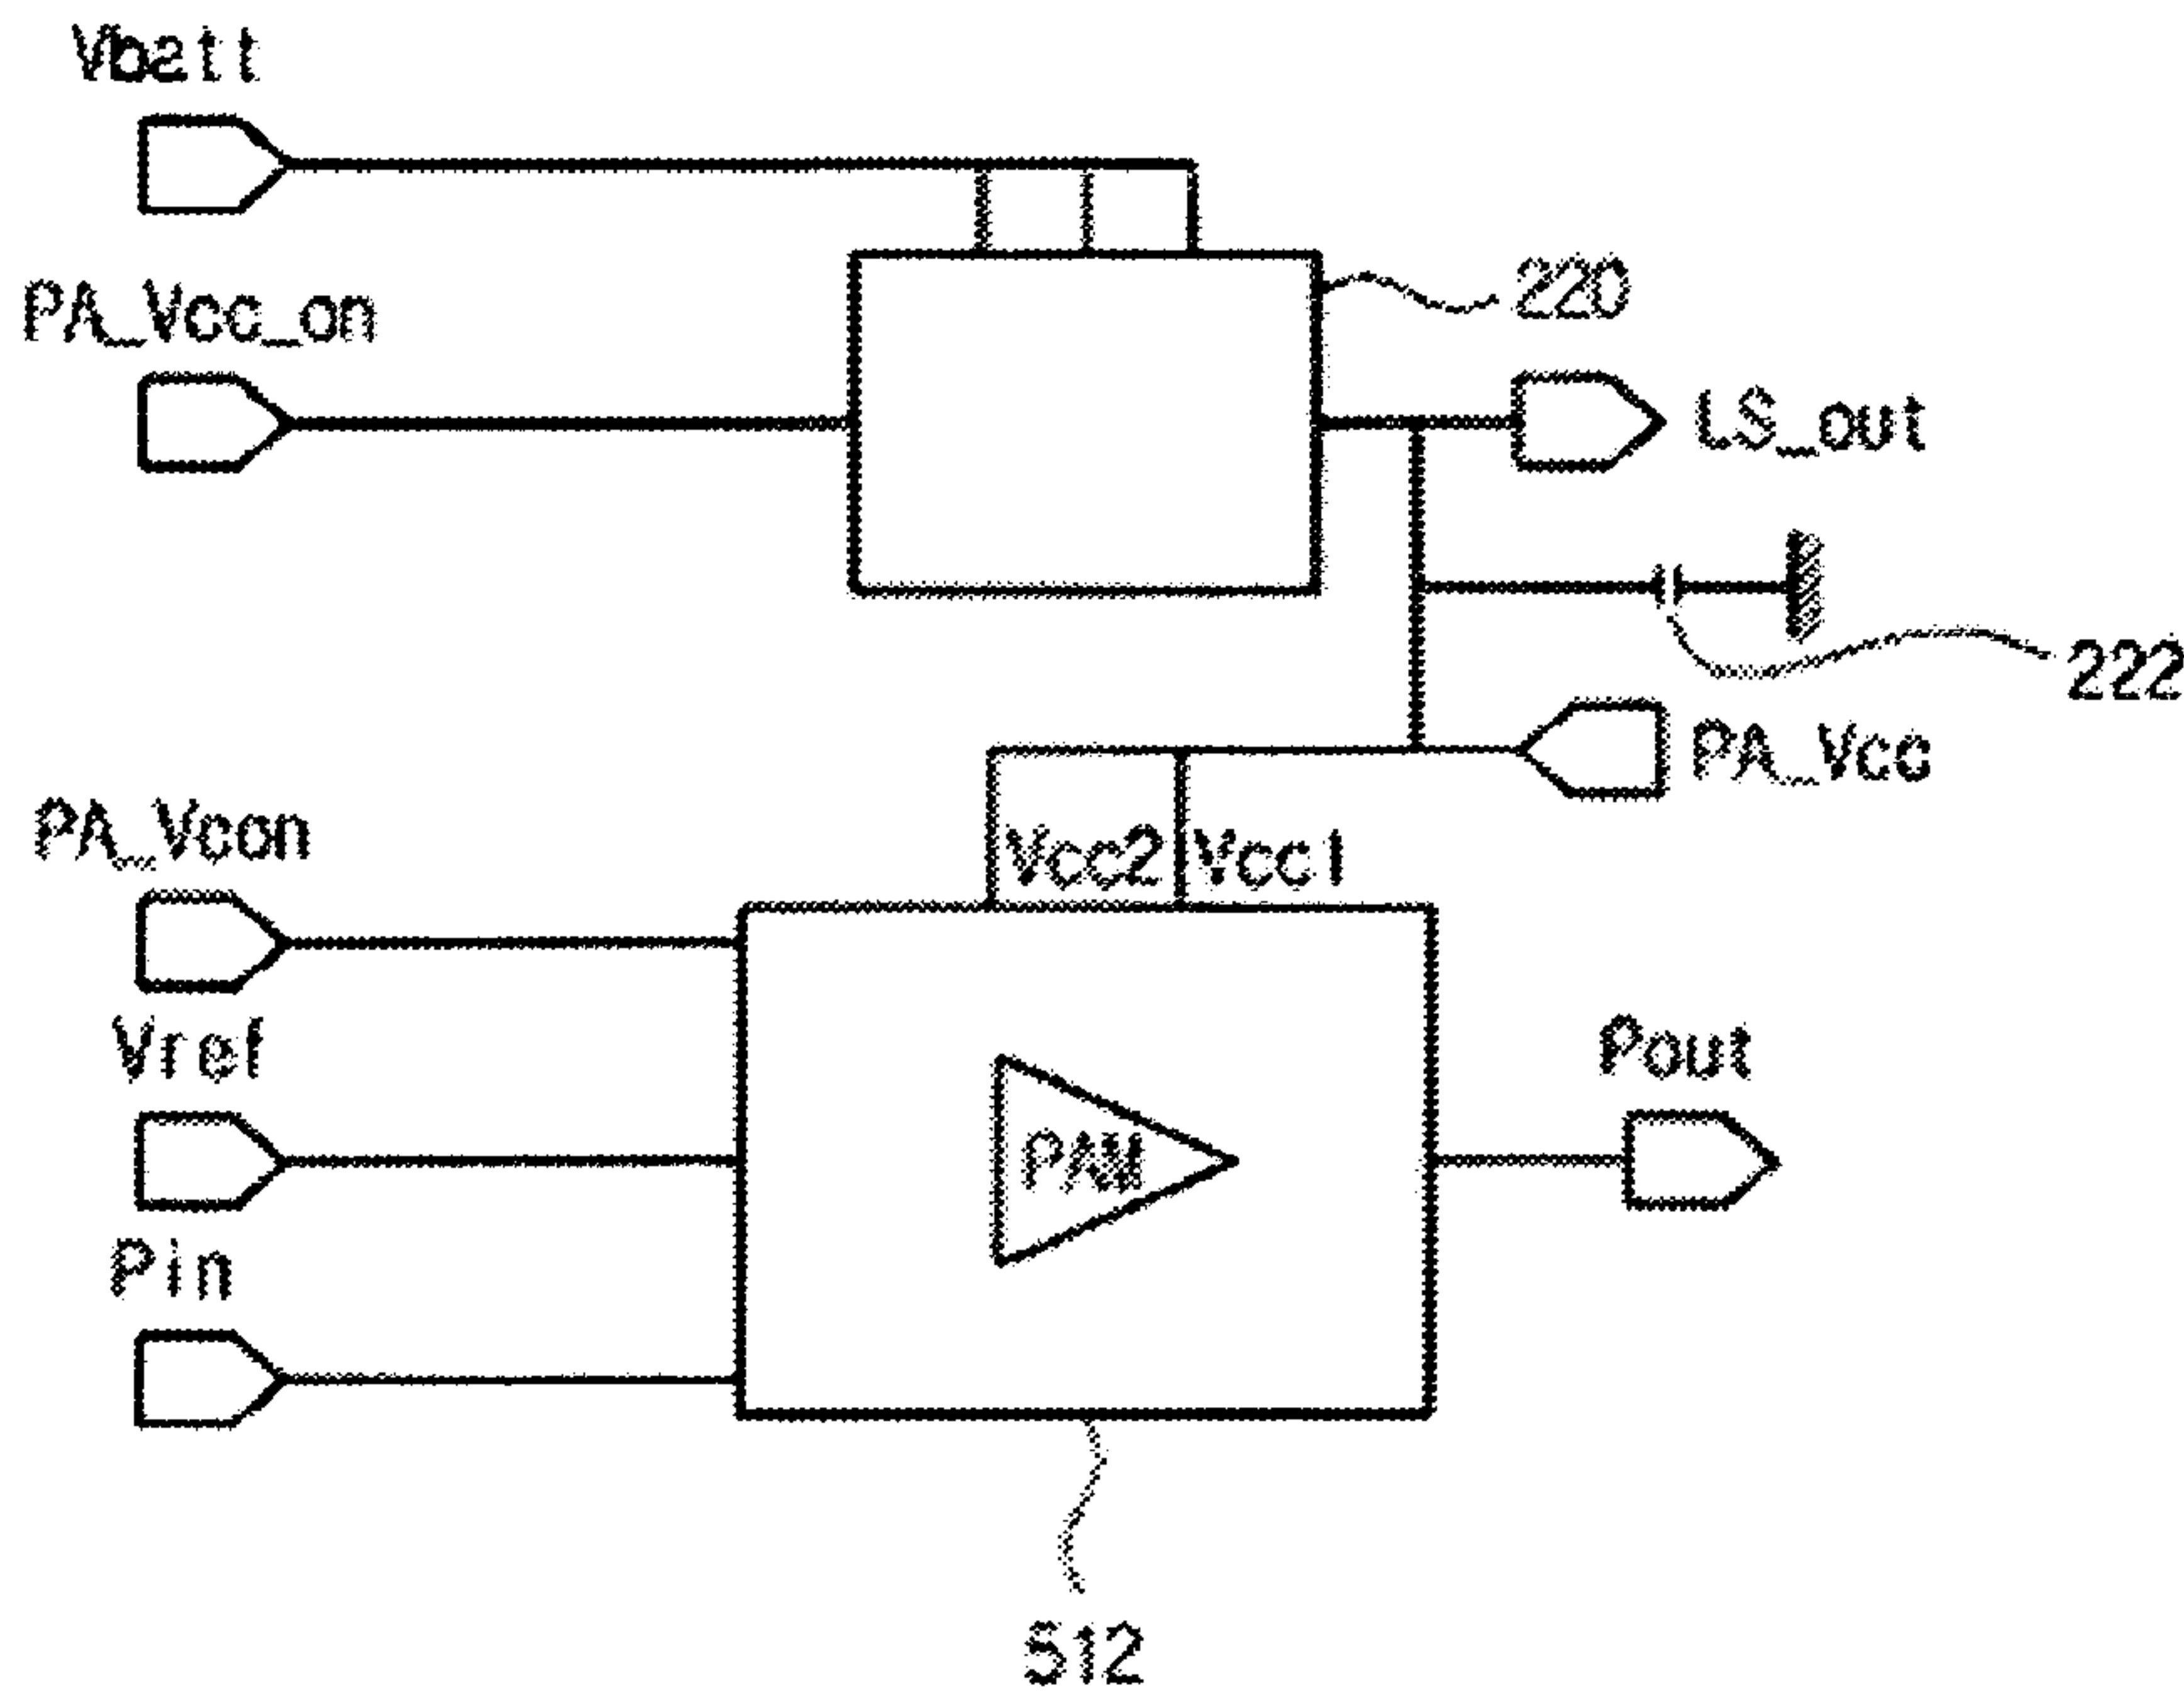 Vbatt
PA_Vcc_on
220
LS_out
222
PA_Vcc
PA_Vcon
Vcc2 Vcc1
Vref
Pout
PAM
Pin
512